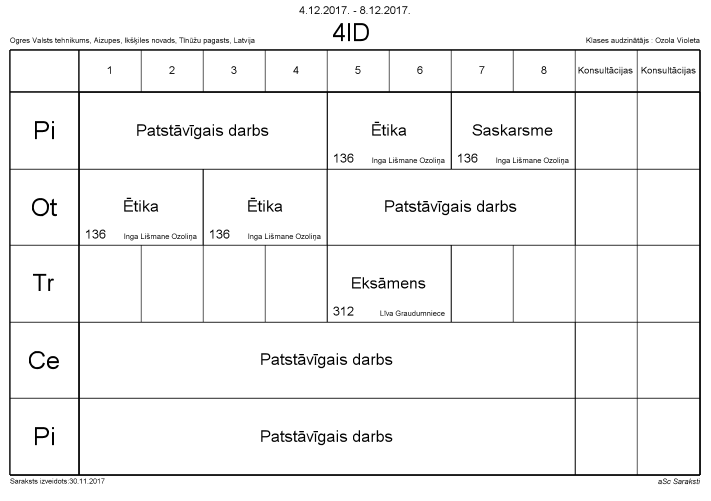 4.12.2017. - 8.12.2017.
4ID
Ogres Valsts tehnikums, Aizupes, Ikšķiles novads, Tīnūžu pagasts, Latvija
Klases audzinātājs : Ozola Violeta
1 2 3 4 5 6 7 8 Konsultācijas Konsultācijas
Pi
Patstāvīgais darbs
Ētika
136 Inga Lišmane Ozoliņa
Saskarsme
136 Inga Lišmane Ozoliņa
Ot
Ētika
136 Inga Lišmane Ozoliņa
Ētika
136 Inga Lišmane Ozoliņa
Patstāvīgais darbs
Tr
Eksāmens
312 Līva Graudumniece
Ce
Patstāvīgais darbs
Pi
Patstāvīgais darbs
Saraksts izveidots:30.11.2017
aSc Saraksti